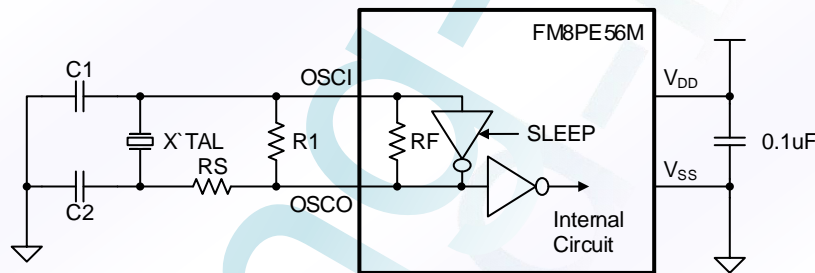 FM8PE56M
C1
OSCI
VDD
X`TAL
R1
RF
SLEEP
0.1uF
RS
VSS
C2
OSCO
Internal
Circuit